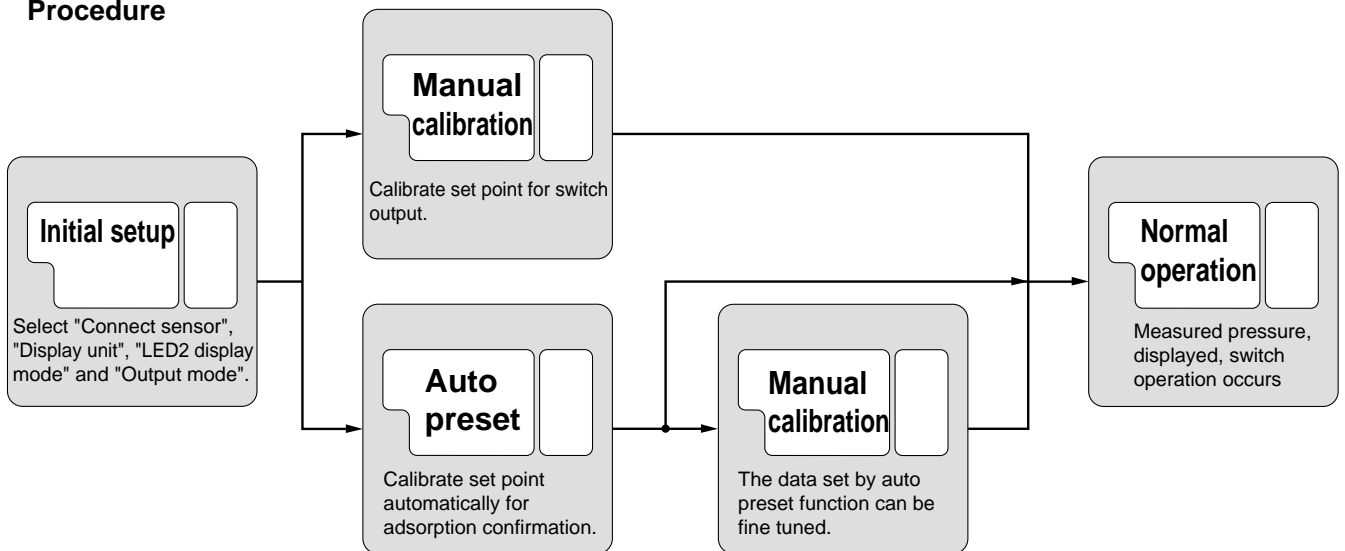 Procedure
Manual
calibration
Calibrate set point for switch
output.
Initial setup
Select "Connect sensor",
"Display unit", "LED2 display
mode" and "Output mode".
Auto
preset
Calibrate set point
automatically for
adsorption confirmation.
Manual
calibration
The data set by auto
preset function can be
fine tuned.
Normal
operation
Measured pressure,
displayed, switch
operation occurs